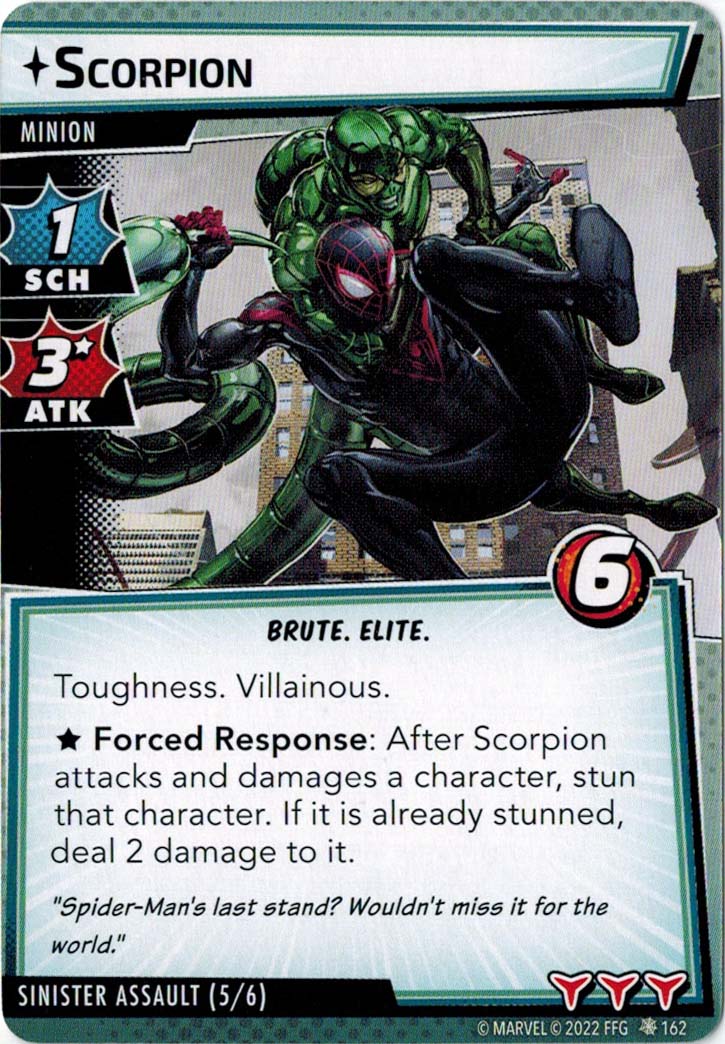 Scorpion
MINION
1
SCH
3
ATK
6
BRUTE. ELITE.
Toughness. Villainous.
★ Forced Response: After Scorpion
attacks and damages a character, stun
that character. If it is already stunned,
deal 2 damage to it.
"Spider-Man's last stand? Wouldn't miss it for the
world."
SINISTER ASSAULT (5/6)
© MARVEL © 2022 FFG 162